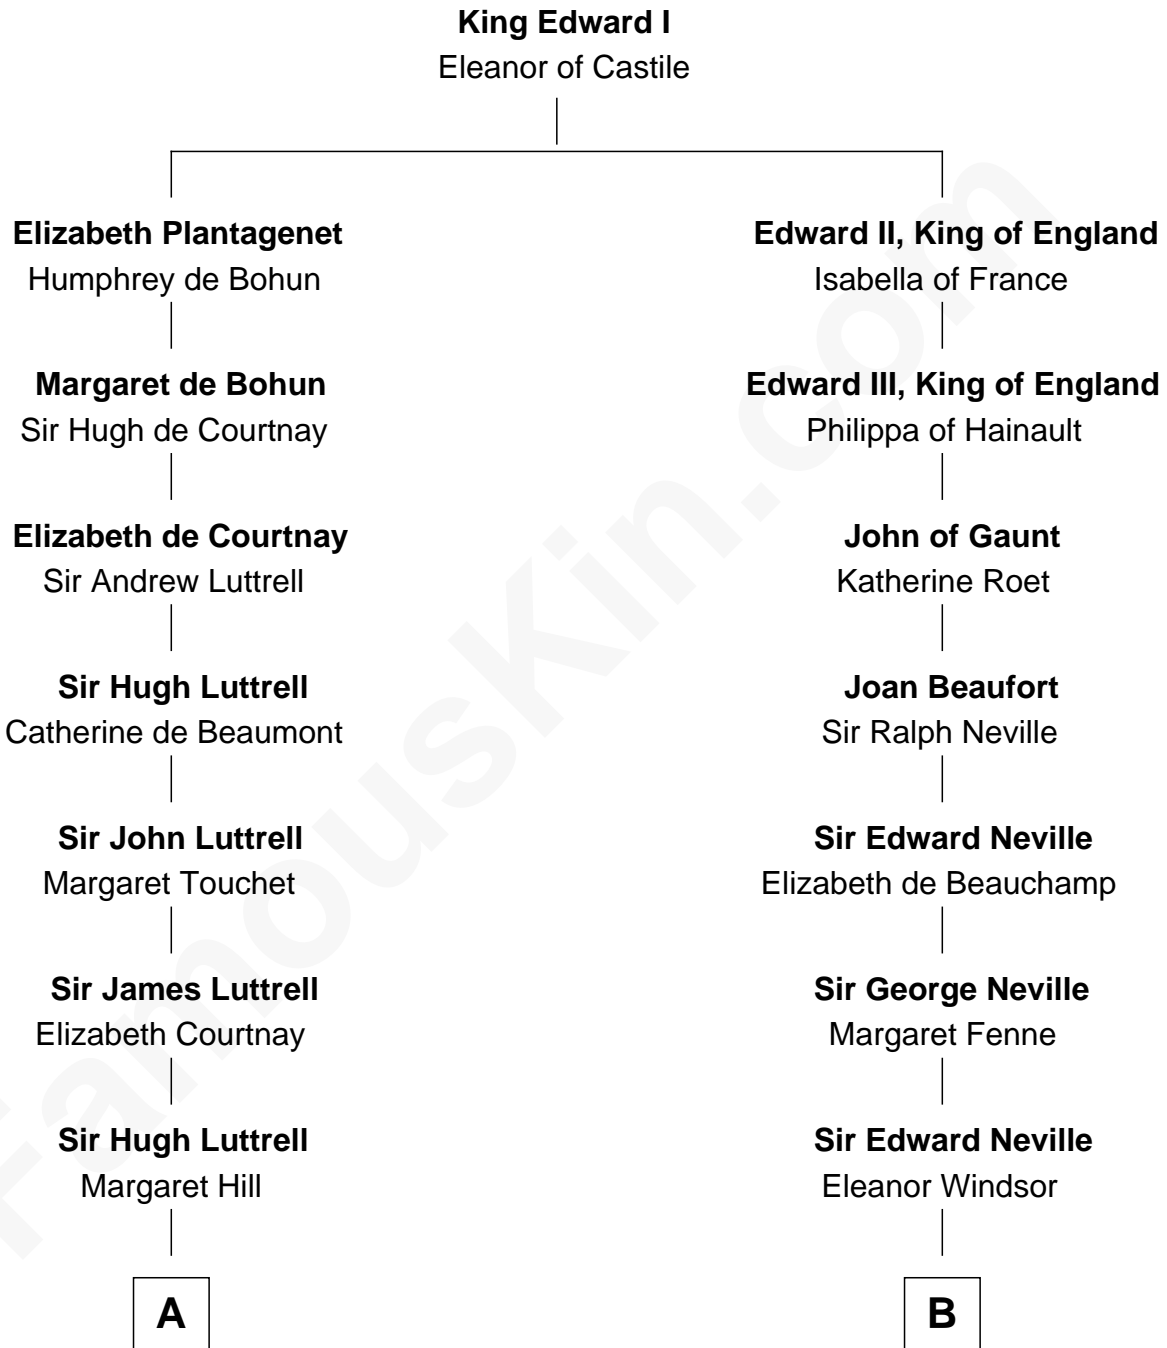 King Edward I
Eleanor of Castile
Elizabeth Plantagenet
Humphrey de Bohun
Edward II, King of England
Isabella of France
Margaret de Bohun
Sir Hugh de Courtnay
Edward III, King of England
Philippa of Hainault
Elizabeth de Courtnay
Sir Andrew Luttrell
John of Gaunt
Katherine Roet
Sir Hugh Luttrell
Catherine de Beaumont
Joan Beaufort
Sir Ralph Neville
Sir John Luttrell
Margaret Touchet
Sir Edward Neville
Elizabeth de Beauchamp
Sir James Luttrell
Elizabeth Courtnay
Sir George Neville
Margaret Fenne
Sir Hugh Luttrell
Margaret Hill
Sir Edward Neville
Eleanor Windsor
A
B
FamousKin.com